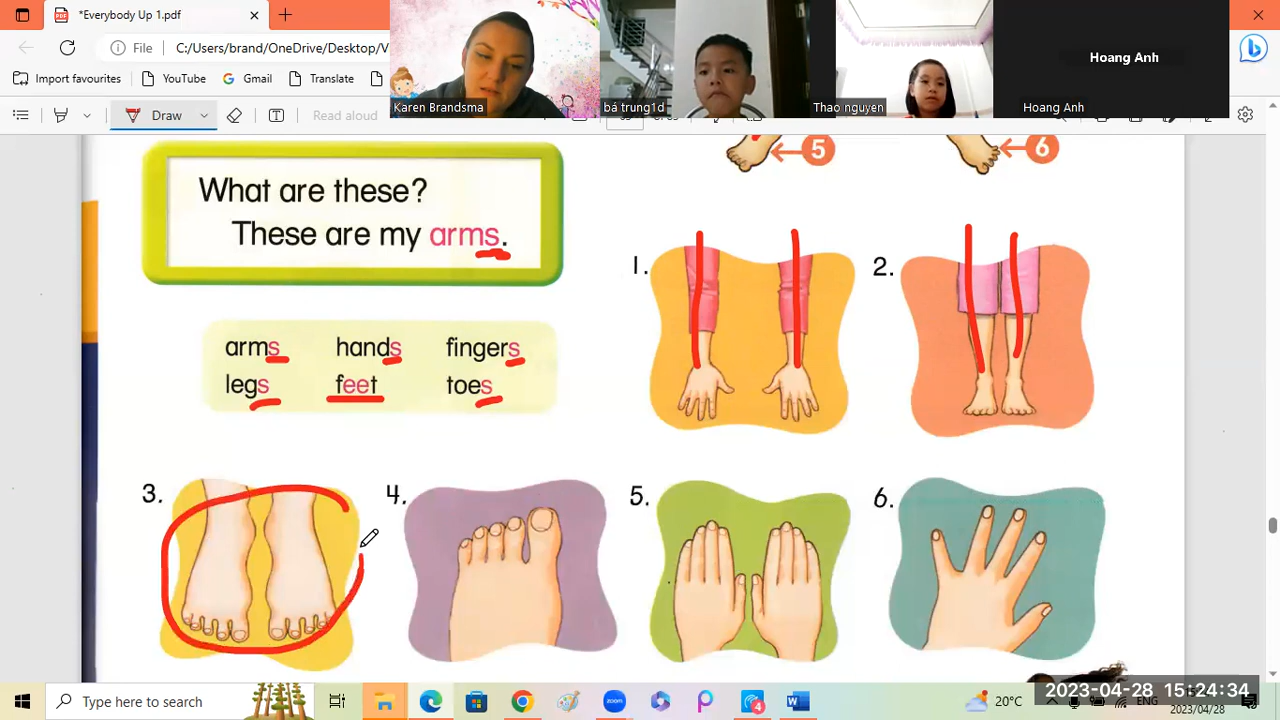 *Everybody Up 1.pdf
File
C:/Users/brend/OneDrive/Desktop/V
Import favourites
YouTube
Gmail
Translate
Draw
Read aloud
Karen Brandsma
bá trung1d
Thao nguyen
Hoang Anh
Hoang Anh
What are these?
These are my arms.
arms hands fingers
legs feet toes
5
6
1.
2.
3.
4.
5.
6.
Type here to search
4
20°C
ENG
2023-04-28 15:24:34
2023/04/28